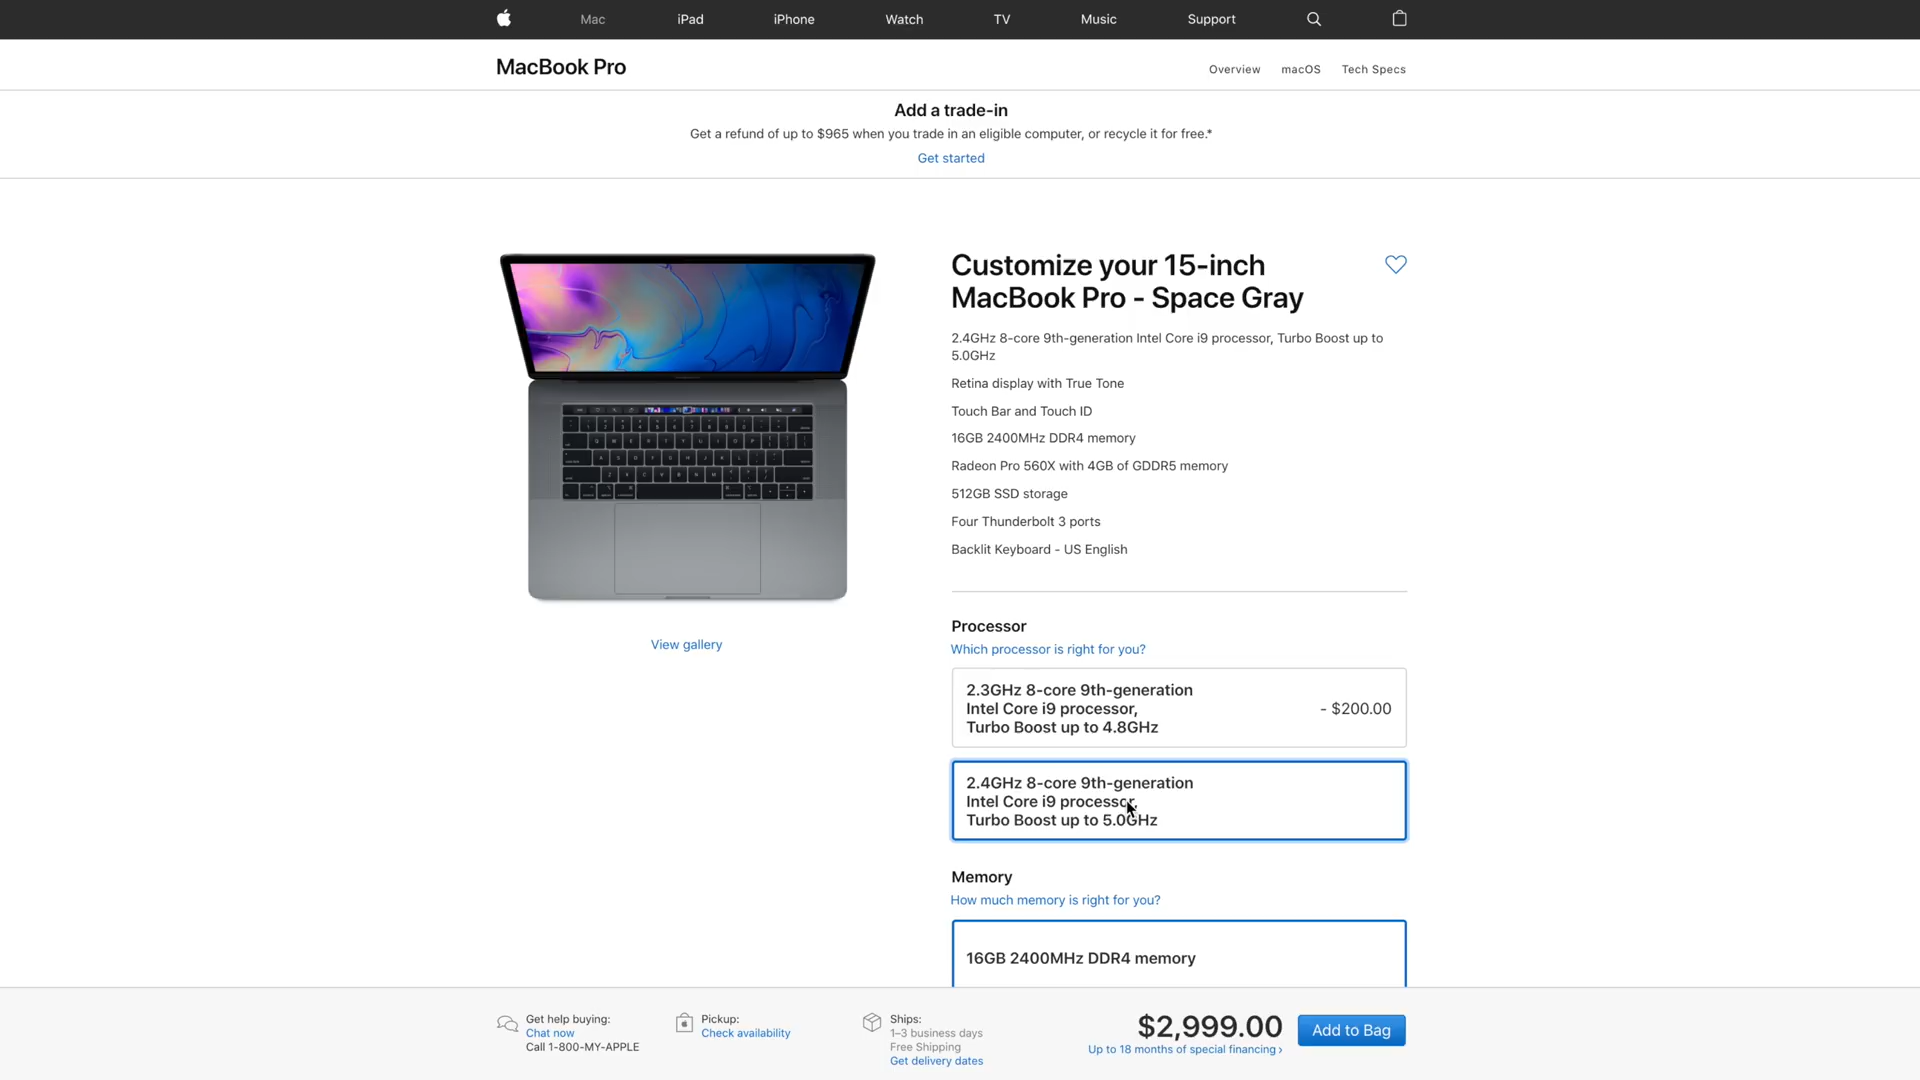 Mac
iPad
iPhone
Watch
TV
Music
Support
MacBook Pro
Overview
macOS
Tech Specs
Add a trade-in
Get a refund of up to $965 when you trade in an eligible computer, or recycle it for free.*
Get started
Customize your 15-inch
MacBook Pro - Space Gray
2.4GHz 8-core 9th-generation Intel Core i9 processor, Turbo Boost up to
5.0GHz
Retina display with True Tone
Touch Bar and Touch ID
16GB 2400MHz DDR4 memory
Radeon Pro 560X with 4GB of GDDR5 memory
512GB SSD storage
Four Thunderbolt 3 ports
Backlit Keyboard - US English
View gallery
Processor
Which processor is right for you?
2.3GHz 8-core 9th-generation
Intel Core i9 processor,
Turbo Boost up to 4.8GHz
- $200.00
2.4GHz 8-core 9th-generation
Intel Core i9 processor,
Turbo Boost up to 5.0GHz
Memory
How much memory is right for you?
16GB 2400MHz DDR4 memory
Get help buying:
Chat now
Call 1-800-MY-APPLE
Pickup:
Check availability
Ships:
1–3 business days
Free Shipping
Get delivery dates
$2,999.00
Up to 18 months of special financing ›
Add to Bag